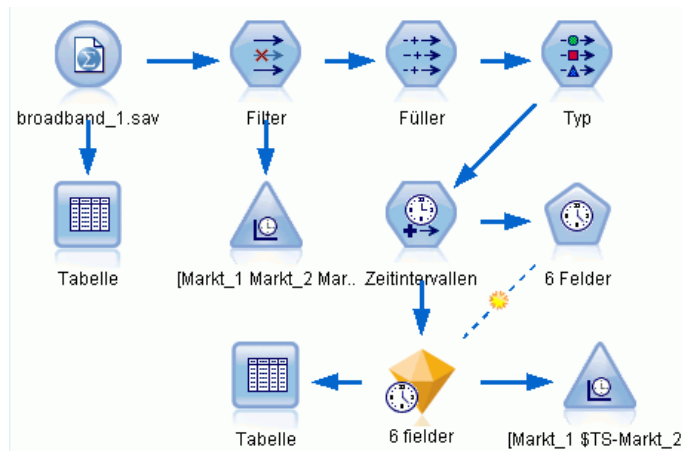 broadband_1.sav
Filter
Füller
Typ
Tabelle
[Markt_1 Markt_2 Mar..
Zeitintervallen
6 Felder
Tabelle
6 fielder
[Markt_1 $TS-Markt_2